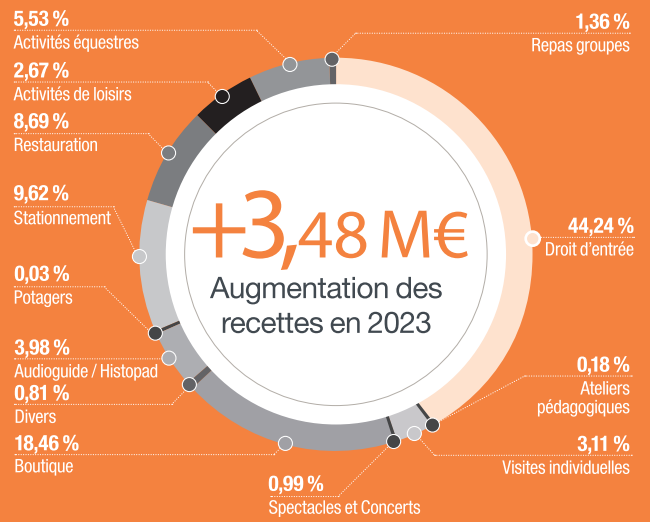 5,53 %
Activités équestres
1,36 %
Repas groupes
2,67 %
Activités de loisirs
8,69 %
Restauration
9,62 %
Stationnement
44,24 %
Droit d'entrée
+3,48 M€
Augmentation des
recettes en 2023
0,03 %
Potagers
3,98 %
Audioguide / Histopad
0,81 %
Divers
18,46 %
Boutique
0,18 %
Ateliers
pédagogiques
3,11 %
Visites individuelles
0,99 %
Spectacles et Concerts